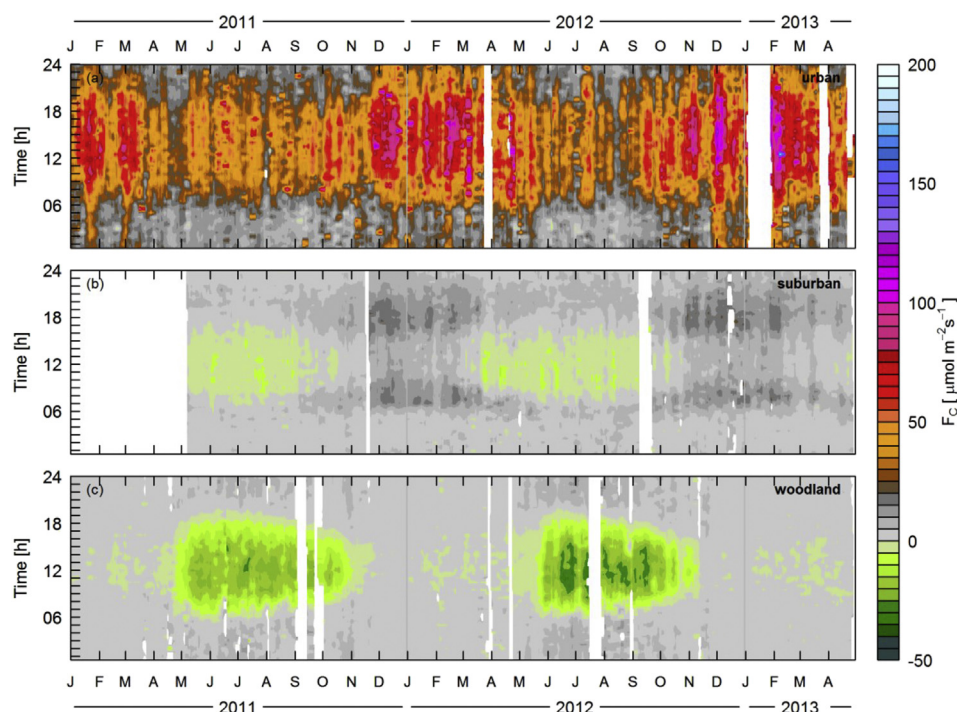 2011 2012 2013
J F M A M J J A S O N D J F M A M J J A S O N D J F M A
24
(a) urban
18
12
06
Time [h]
24
(b) suburban
18
12
06
Time [h]
24
(c) woodland
18
12
06
Time [h]
J F M A M J J A S O N D J F M A M J J A S O N D J F M A
2011 2012 2013
200
150
100
50
0
-50
F_C [ μmol m⁻²s⁻¹]